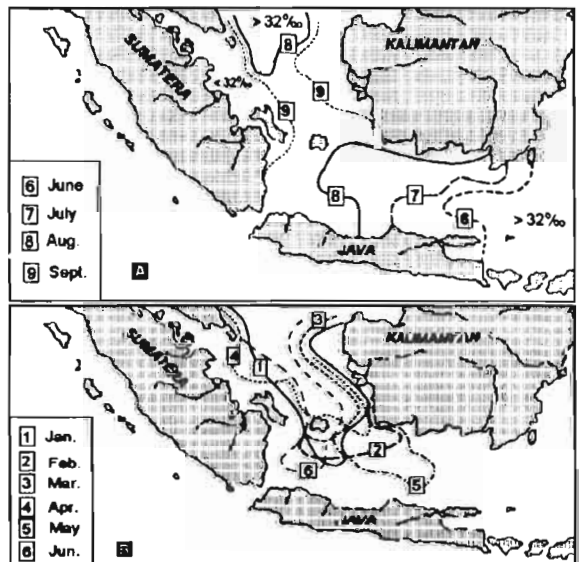 > 32‰
8
KALIMANTAN
SUMATERA
< 32‰
9
9
6 June
7 July
8 Aug.
9 Sept.
A
8
7
6
> 32‰
JAVA
3
KALIMANTAN
SUMATERA
4
1
2
6
5
1 Jan.
2 Feb.
3 Mar.
4 Apr.
5 May
6 Jun.
B
JAVA